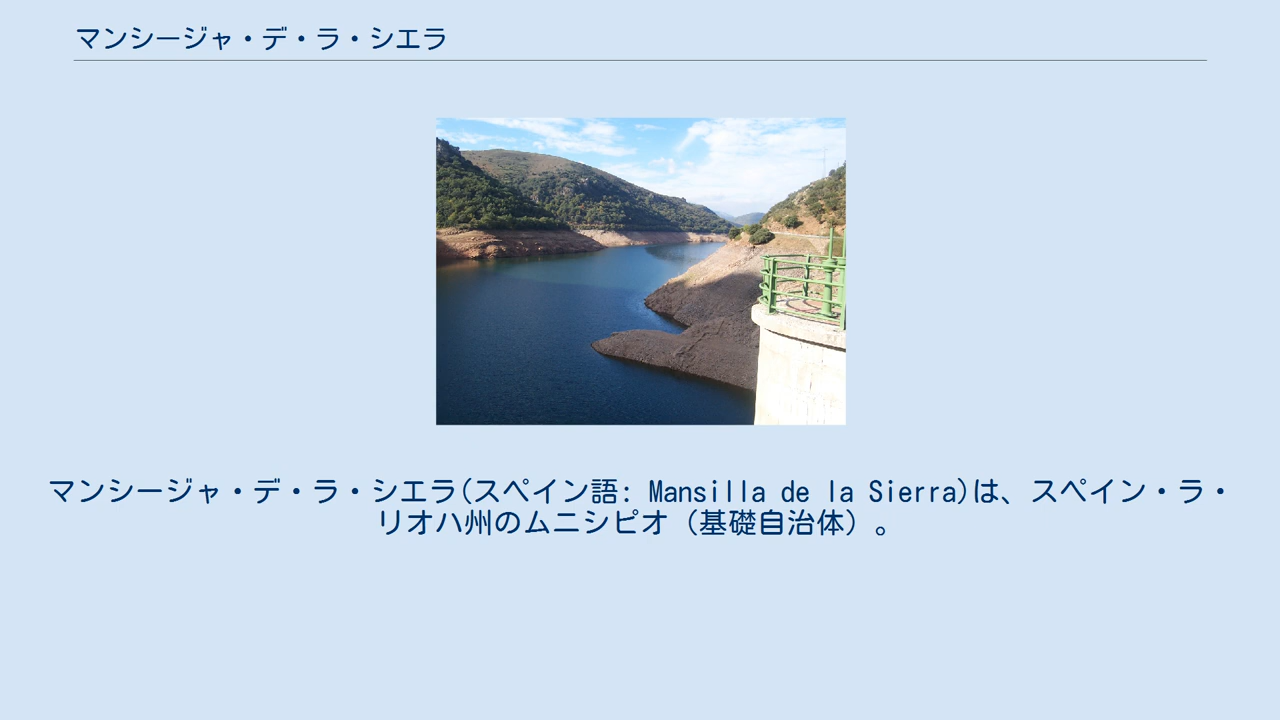 マンシージャ・デ・ラ・シエラ
マンシージャ・デ・ラ・シエラ(スペイン語: Mansilla de la Sierra)は、スペイン・ラ・
リオハ州のムニシピオ（基礎自治体）。